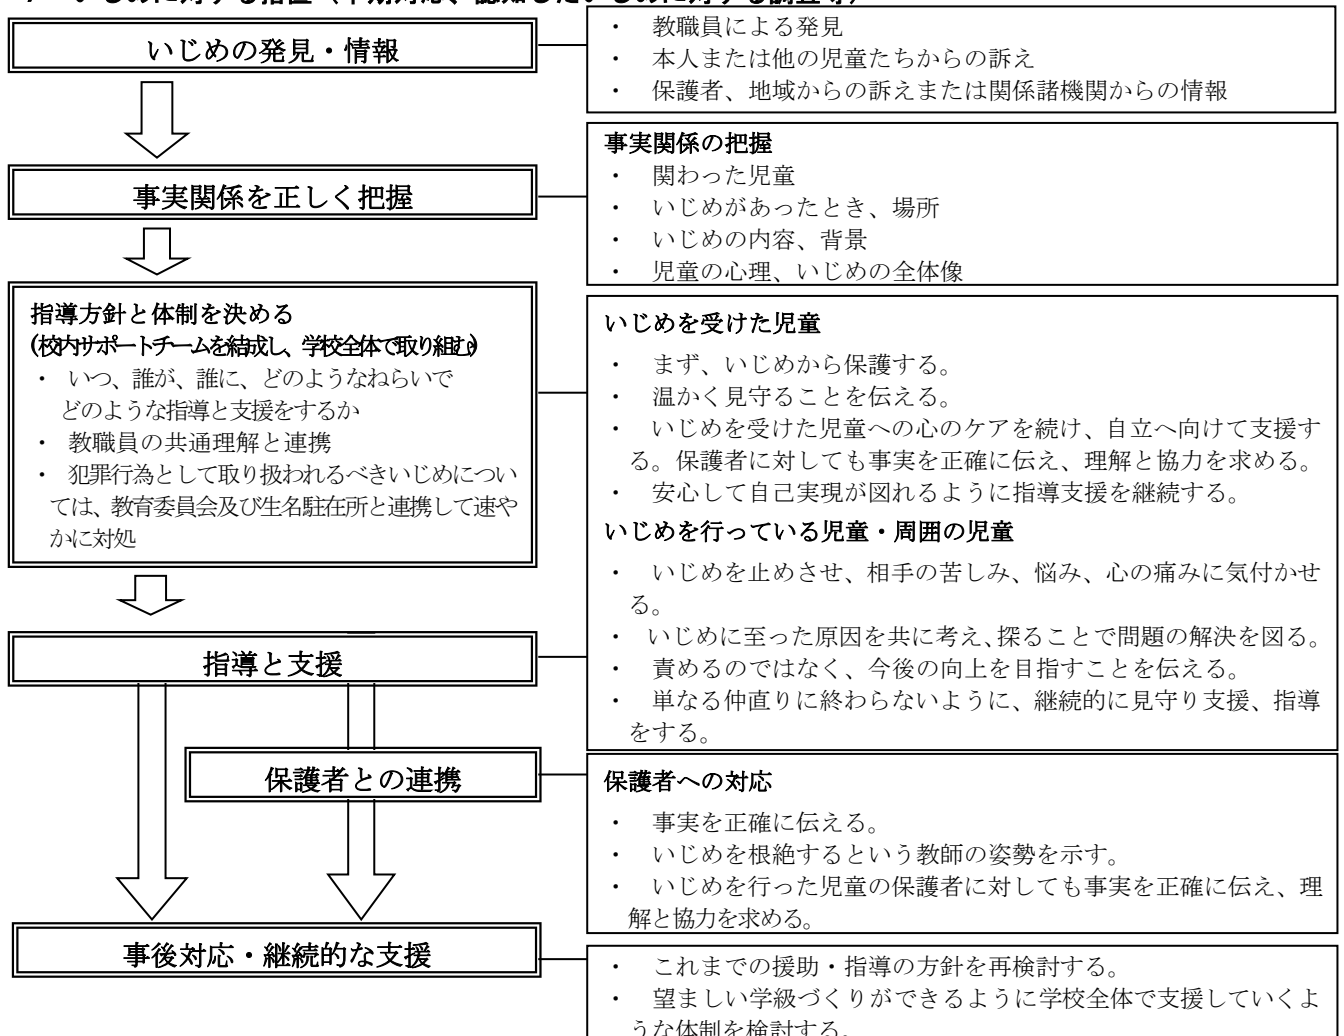 いじめの発見・情報
・ 教職員による発見
・ 本人または他の児童たちからの訴え
・ 保護者、地域からの訴えまたは関係諸機関からの情報
事実関係を正しく把握
事実関係の把握
・ 関わった児童
・ いじめがあったとき、場所
・ いじめの内容、背景
・ 児童の心理、いじめの全体像
指導方針と体制を決める
(校内サポートチームを結成し、学校全体で取り組む)
・ いつ、誰が、誰に、どのようなねらいで
どのような指導と支援をするか
・ 教職員の共通理解と連携
・ 犯罪行為として取り扱われるべきいじめについ
ては、教育委員会及び生名駐在所と連携して速や
かに対処
いじめを受けた児童
・ まず、いじめから保護する。
・ 温かく見守ることを伝える。
・ いじめを受けた児童への心のケアを続け、自立へ向けて支援す
る。保護者に対しても事実を正確に伝え、理解と協力を求める。
・ 安心して自己実現が図れるように指導支援を継続する。
いじめを行っている児童・周囲の児童
・ いじめを止めさせ、相手の苦しみ、悩み、心の痛みに気付かせ
る。
・ いじめに至った原因を共に考え、探ることで問題の解決を図る。
・ 責めるのではなく、今後の向上を目指すことを伝える。
・ 単なる仲直りに終わらないように、継続的に見守り支援、指導
をする。
指導と支援
保護者との連携
保護者への対応
・ 事実を正確に伝える。
・ いじめを根絶するという教師の姿勢を示す。
・ いじめを行った児童の保護者に対しても事実を正確に伝え、理
解と協力を求める。
事後対応・継続的な支援
・ これまでの援助・指導の方針を再検討する。
・ 望ましい学級づくりができるように学校全体で支援していくよ
うな体制を検討する。